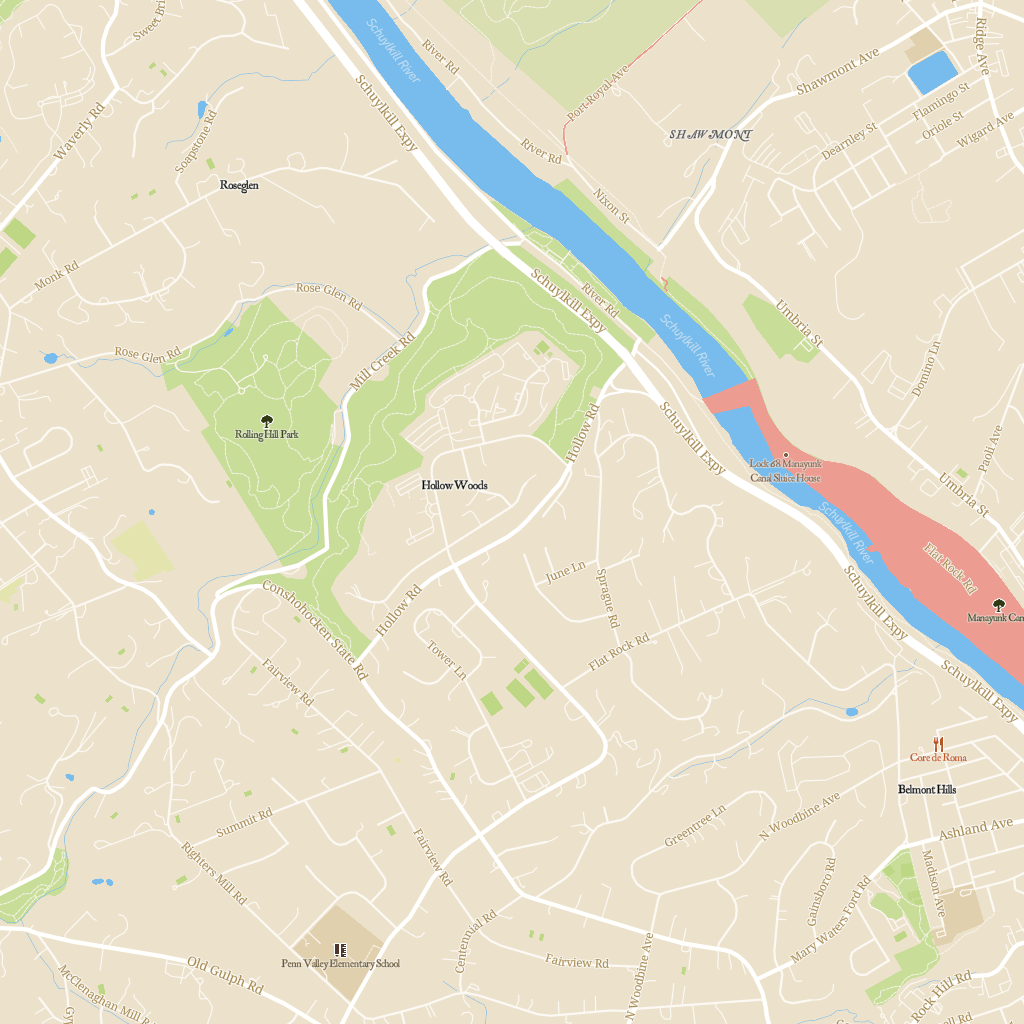 Sweet Bri
Schuylkill River
River Rd
Ridge Ave
Shawmont Ave
Port-Royal-Ave
Schuylkill Expy
Flamingo St
Oriole St
Wigard Ave
Waverly Rd
Soapstone Rd
SHAWMONT
Dearnley St
River Rd
Roseglen
Nixon St
Monk Rd
Rose Glen Rd
Schuylkill Expy
River Rd
Umbria St
Schuylkill River
Rose Glen Rd
Mill Creek Rd
Domino Ln
Rolling Hill Park
Hollow Rd
Schuylkill Expy
Paoli Ave
Lock 68 Manayunk
Canal Sluice House
Hollow Woods
Umbria St
Schuylkill River
Flat Rock Rd
June Ln
Sprague Rd
Schuylkill Expy
Conshohocken State Rd
Hollow Rd
Manayunk Can
Tower Ln
Flat Rock Rd
Fairview Rd
Schuylkill Expy
Core de Roma
Belmont Hills
Summit Rd
Greentree Ln
N Woodbine Ave
Ashland Ave
Fairview Rd
Righters Mill Rd
Gainsboro Rd
Madison Ave
Mary Waters Ford Rd
Centennial Rd
Penn Valley Elementary School
Old Gulph Rd
Fairview Rd
N Woodbine Ave
McClenaghan Mill R
Rock Hill Rd